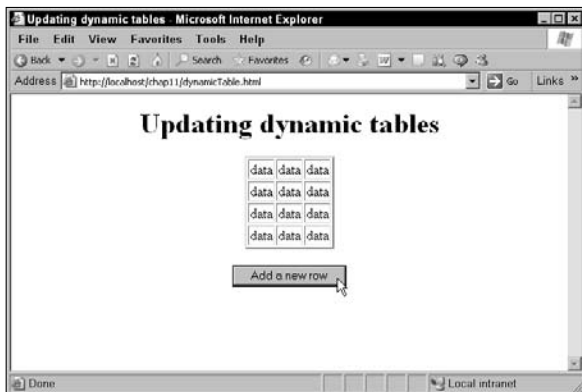 Updating dynamic tables - Microsoft Internet Explorer
File Edit View Favorites Tools Help
Back Search Favorites
Address http://localhost/chap11/dynamicTable.html Go Links »
Updating dynamic tables
data data data
data data data
data data data
data data data
Add a new row
Done Local intranet